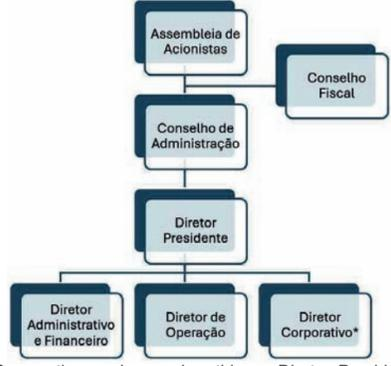 Assembleia de
Acionistas
Conselho
Fiscal
Conselho de
Administração
Diretor
Presidente
Diretor
Administrativo
e Financeiro
Diretor de
Operação
Diretor
Corporativo*